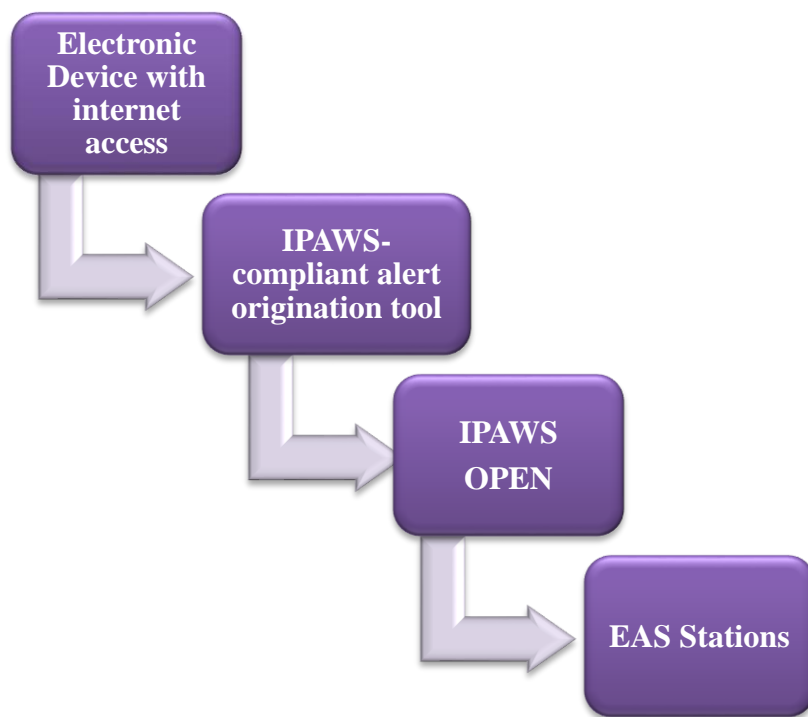 Electronic
Device with
internet
access
IPAWS-
compliant alert
origination tool
IPAWS
OPEN
EAS Stations